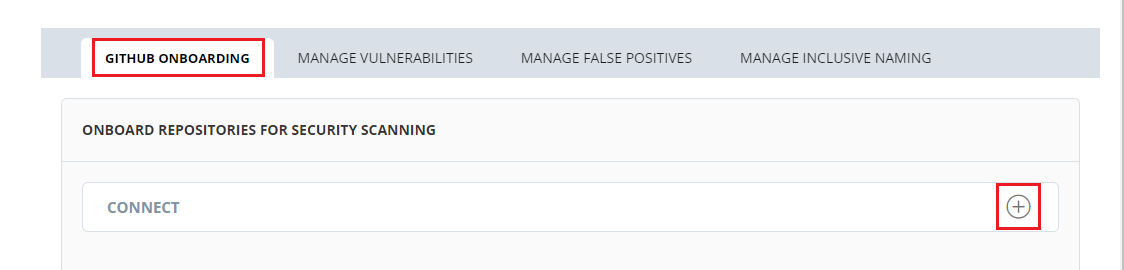 GITHUB ONBOARDING MANAGE VULNERABILITIES MANAGE FALSE POSITIVES MANAGE INCLUSIVE NAMING
ONBOARD REPOSITORIES FOR SECURITY SCANNING
CONNECT